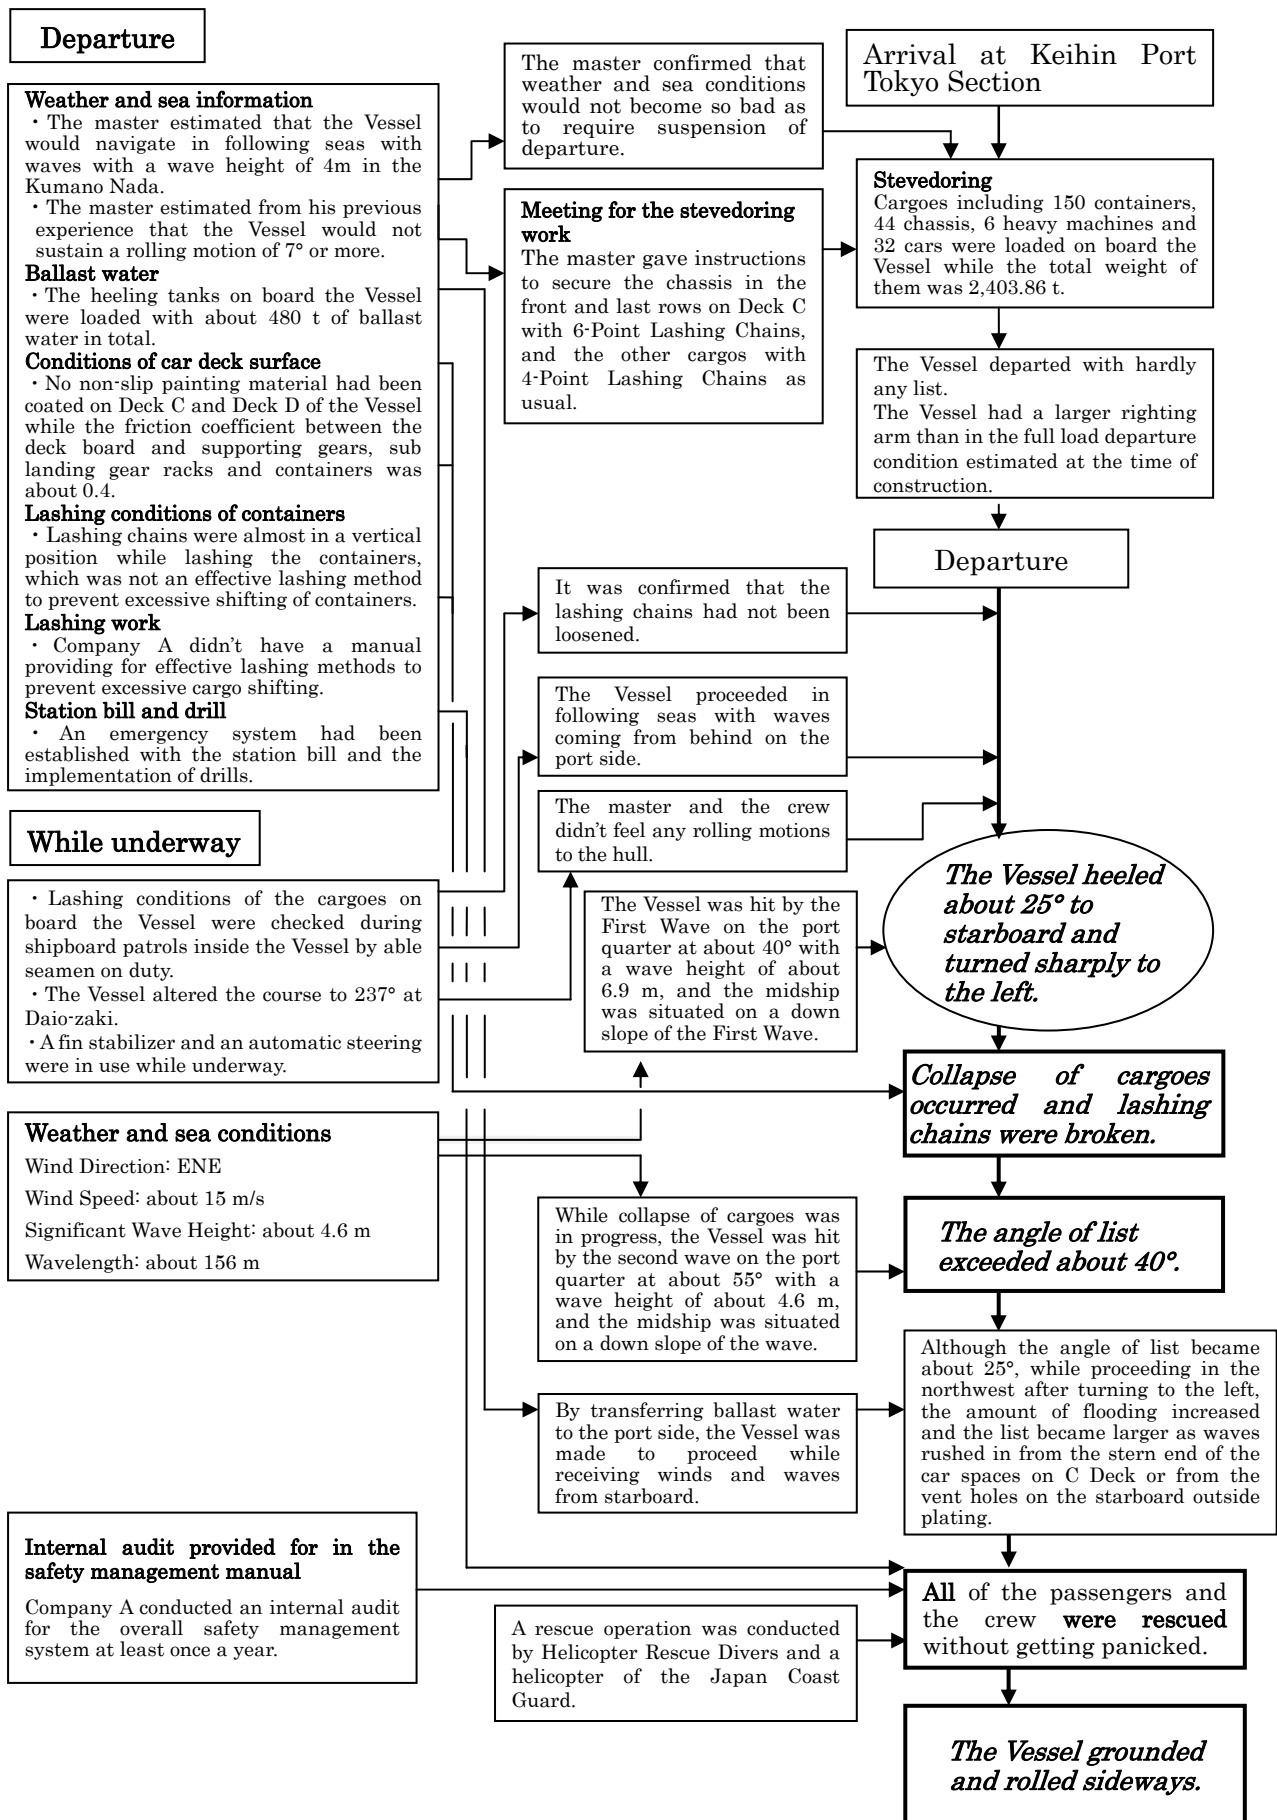 Departure
Weather and sea information
・The master estimated that the Vessel
would navigate in following seas with
waves with a wave height of 4m in the
Kumano Nada.
・The master estimated from his previous
experience that the Vessel would not
sustain a rolling motion of 7° or more.
Ballast water
・The heeling tanks on board the Vessel
were loaded with about 480 t of ballast
water in total.
Conditions of car deck surface
・No non-slip painting material had been
coated on Deck C and Deck D of the Vessel
while the friction coefficient between the
deck board and supporting gears, sub
landing gear racks and containers was
about 0.4.
Lashing conditions of containers
・Lashing chains were almost in a vertical
position while lashing the containers,
which was not an effective lashing method
to prevent excessive shifting of containers.
Lashing work
・Company A didn't have a manual
providing for effective lashing methods to
prevent excessive cargo shifting.
Station bill and drill
・An emergency system had been
established with the station bill and the
implementation of drills.
The master confirmed that
weather and sea conditions
would not become so bad as
to require suspension of
departure.
Meeting for the stevedoring
work
The master gave instructions
to secure the chassis in the
front and last rows on Deck C
with 6-Point Lashing Chains,
and the other cargos with
4-Point Lashing Chains as
usual.
Arrival at Keihin Port
Tokyo Section
Stevedoring
Cargoes including 150 containers,
44 chassis, 6 heavy machines and
32 cars were loaded on board the
Vessel while the total weight of
them was 2,403.86 t.
The Vessel departed with hardly
any list.
The Vessel had a larger righting
arm than in the full load departure
condition estimated at the time of
construction.
Departure
It was confirmed that the
lashing chains had not been
loosened.
The Vessel proceeded in
following seas with waves
coming from behind on the
port side.
The master and the crew
didn't feel any rolling motions
to the hull.
While underway
・Lashing conditions of the cargoes on
board the Vessel were checked during
shipboard patrols inside the Vessel by able
seamen on duty.
・The Vessel altered the course to 237° at
Daio-zaki.
・A fin stabilizer and an automatic steering
were in use while underway.
The Vessel was hit by the
First Wave on the port
quarter at about 40° with
a wave height of about
6.9 m, and the midship
was situated on a down
slope of the First Wave.
The Vessel heeled
about 25° to
starboard and
turned sharply to
the left.
Collapse of cargoes
occurred and lashing
chains were broken.
Weather and sea conditions
Wind Direction: ENE
Wind Speed: about 15 m/s
Significant Wave Height: about 4.6 m
Wavelength: about 156 m
While collapse of cargoes was
in progress, the Vessel was hit
by the second wave on the port
quarter at about 55° with a
wave height of about 4.6 m,
and the midship was situated
on a down slope of the wave.
The angle of list
exceeded about 40°.
By transferring ballast water
to the port side, the Vessel was
made to proceed while
receiving winds and waves
from starboard.
Although the angle of list became
about 25°, while proceeding in the
northwest after turning to the left,
the amount of flooding increased
and the list became larger as waves
rushed in from the stern end of the
car spaces on C Deck or from the
vent holes on the starboard outside
plating.
Internal audit provided for in the
safety management manual
Company A conducted an internal audit
for the overall safety management
system at least once a year.
A rescue operation was conducted
by Helicopter Rescue Divers and a
helicopter of the Japan Coast
Guard.
All of the passengers and
the crew were rescued
without getting panicked.
The Vessel grounded
and rolled sideways.